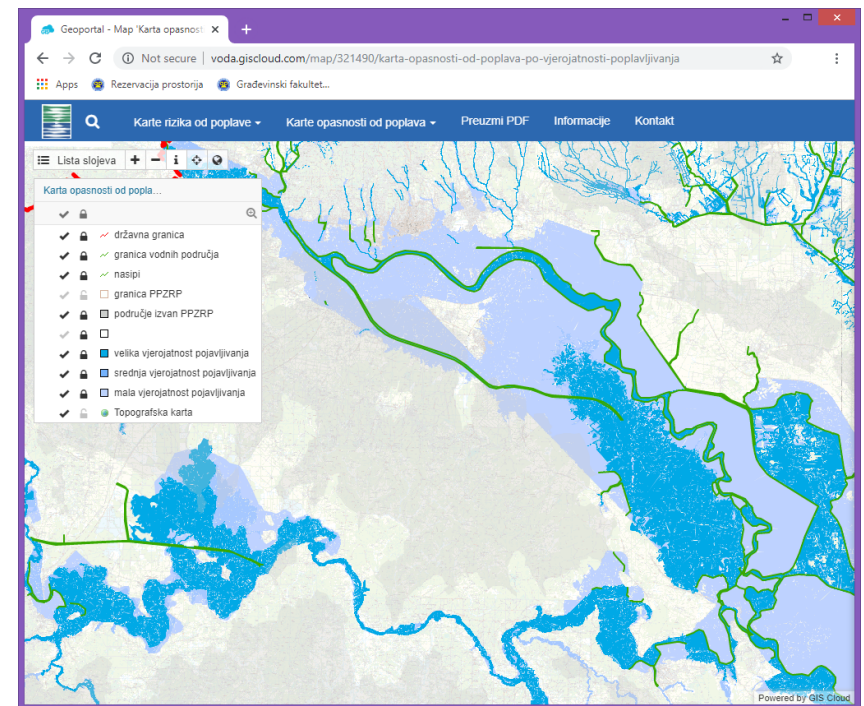 Geoportal - Map 'Karta opasnost
Not secure | voda.giscloud.com/map/321490/karta-opasnosti-od-poplava-po-vjerojatnosti-poplavljivanja
Apps Rezervacija prostorija Građevinski fakultet...
Karte rizika od poplave Karte opasnosti od poplava Preuzmi PDF Informacije Kontakt
Lista slojeva
Karta opasnosti od popla...
državna granica
granica vodnih područja
nasipi
granica PPZRP
područje izvan PPZRP
velika vjerojatnost pojavljivanja
srednja vjerojatnost pojavljivanja
mala vjerojatnost pojavljivanja
Topografska karta
Powered by GIS Cloud